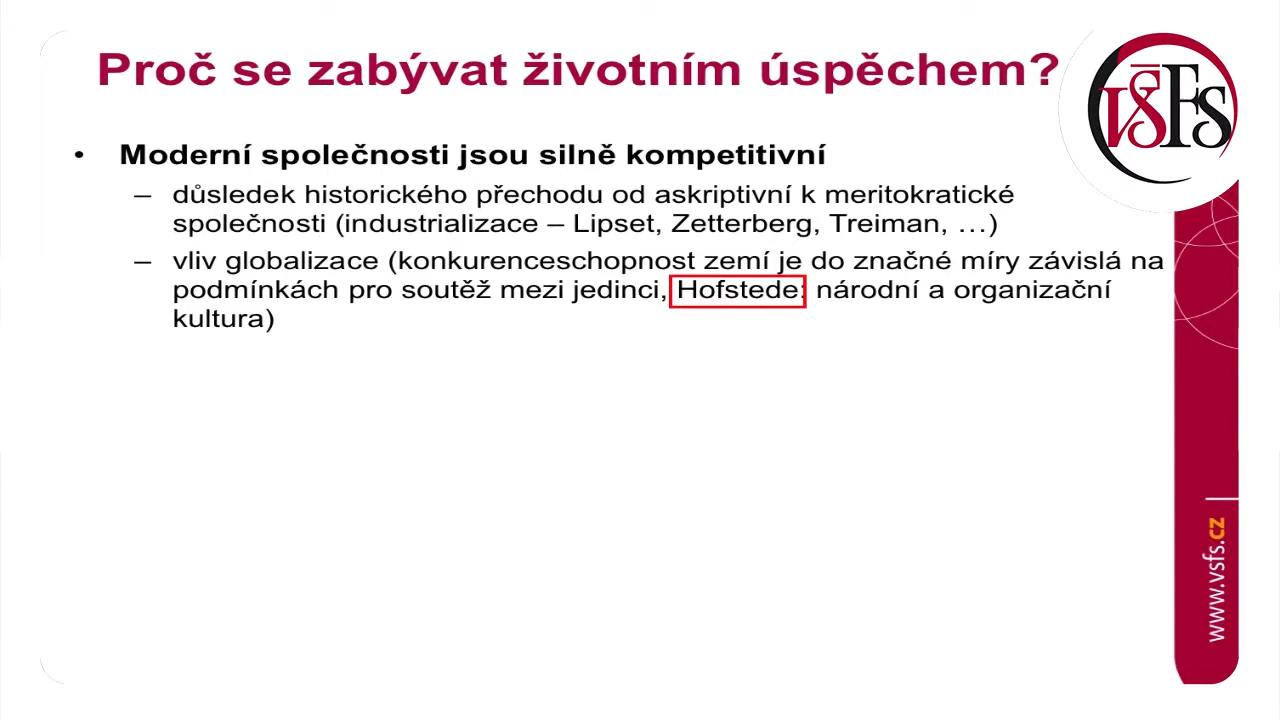 Proč se zabývat životním úspěchem?
VŠFS
• Moderní společnosti jsou silně kompetitivní
– důsledek historického přechodu od askriptivní k meritokratické
společnosti (industrializace – Lipset, Zetterberg, Treiman, …)
– vliv globalizace (konkurenceschopnost zemí je do značné míry závislá na
podmínkách pro soutěž mezi jedinci, Hofstede: národní a organizační
kultura)
www.vsfs.cz